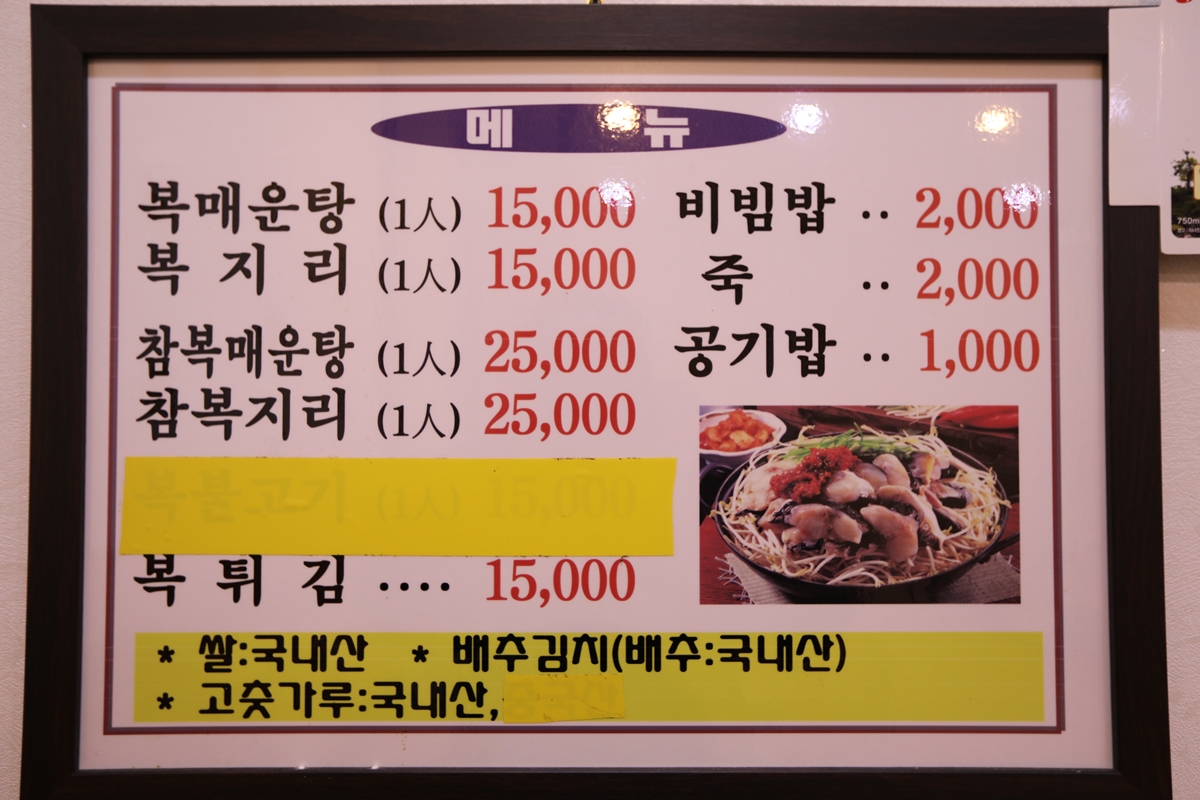 메 뉴
복매운탕 (1人) 15,000
복 지 리 (1人) 15,000
참복매운탕 (1人) 25,000
참복지리 (1人) 25,000
복불고기 (1人) 15,000
복 튀 김 .... 15,000
비빔밥 .. 2,000
죽 .. 2,000
공기밥 .. 1,000
* 쌀:국내산 * 배추김치(배추:국내산)
* 고춧가루:국내산,
750m